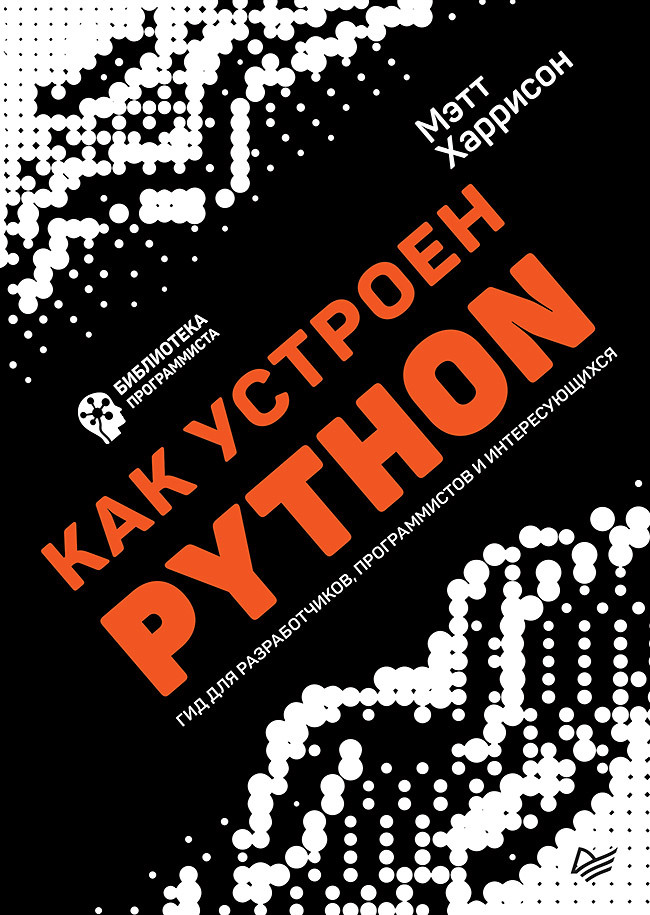 Мэтт
Харрисон
БИБЛИОТЕКА
ПРОГРАММИСТА
КАК УСТРОЕН
PYTHON
ГИД ДЛЯ РАЗРАБОТЧИКОВ, ПРОГРАММИСТОВ И ИНТЕРЕСУЮЩИХСЯ